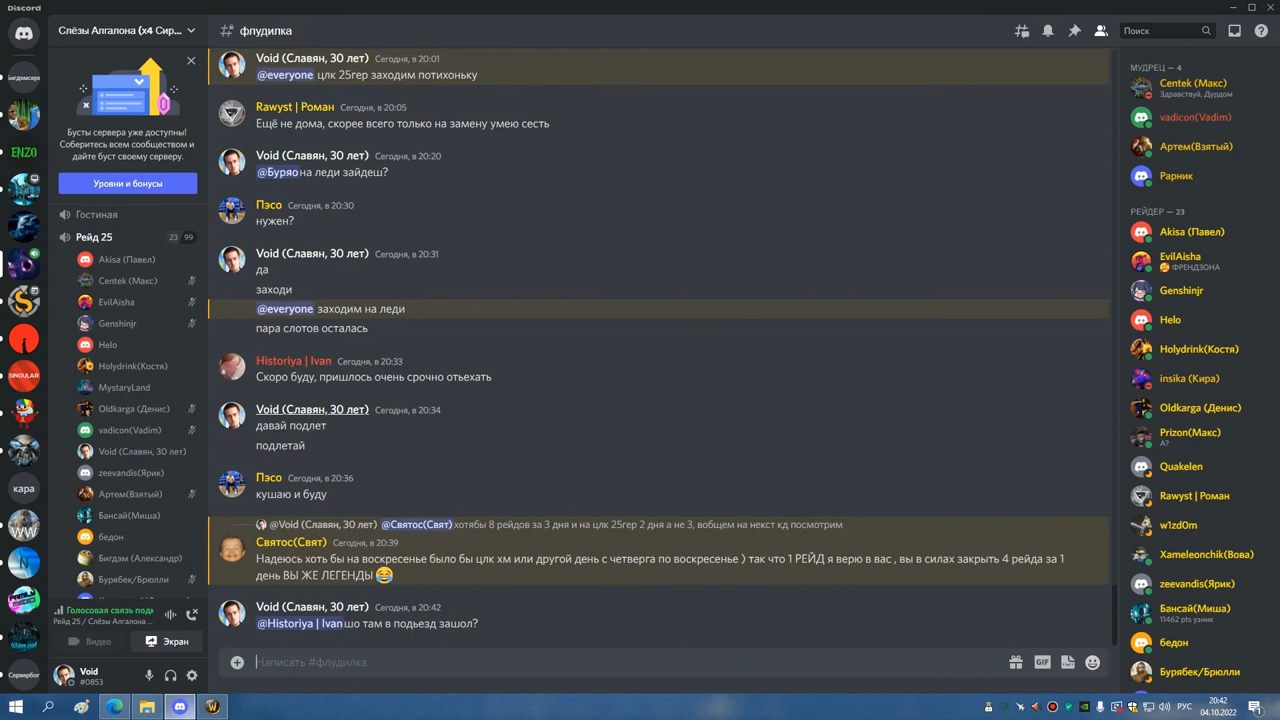 Discord
Слёзы Алгалона (x4 Сир...
флудилка
Поиск
Бусты сервера уже доступны!
Соберитесь всем сообществом и
дайте буст своему серверу.
Уровни и бонусы
Гостиная
Рейд 25
23 99
Akisa (Павел)
Centek (Макс)
EvilAisha
Genshinjr
Helo
Holydrink(Костя)
MystaryLand
Oldkarga (Денис)
vadicon(Vadim)
Void (Славян, 30 лет)
zeevandis(Ярик)
Артем(Взятый)
Бансай(Миша)
бедон
Бигдэм (Александр)
Бурябек/Брюлли
Голосовая связь подк
Рейд 25 / Слёзы Алгалона ...
Видео
Экран
Void
#0853
Бигдэмсерв
ENZO
SINGULAR
кара
WW
N
Сервербог
Void (Славян, 30 лет) Сегодня, в 20:01
@everyone цлк 25гер заходим потихоньку
Rawyst | Роман Сегодня, в 20:05
Ещё не дома, скорее всего только на замену умею сесть
Void (Славян, 30 лет) Сегодня, в 20:20
@Буряо на леди зайдеш?
Пэсо Сегодня, в 20:30
нужен?
Void (Славян, 30 лет) Сегодня, в 20:31
да
заходи
@everyone заходим на леди
пара слотов осталась
Historiya | Ivan Сегодня, в 20:33
Скоро буду, пришлось очень срочно отьехать
Void (Славян, 30 лет) Сегодня, в 20:34
давай подлет
подлетай
Пэсо Сегодня, в 20:36
кушаю и буду
@Void (Славян, 30 лет) @Святос(Свят) хотябы 8 рейдов за 3 дня и на цлк 25гер 2 дня а не 3, вобщем на некст кд посмотрим
Святос(Свят) Сегодня, в 20:39
Надеюсь хоть бы на воскресенье было бы цлк хм или другой день с четверга по воскресенье ) так что 1 РЕЙД я верю в вас , вы в силах закрыть 4 рейда за 1
день ВЫ ЖЕ ЛЕГЕНДЫ
Void (Славян, 30 лет) Сегодня, в 20:42
@Historiya | Ivan шо там в подьезд зашол?
Написать #флудилка
GIF
МУДРЕЦ — 4
Centek (Макс)
Здравствуй, Дурдом
vadicon(Vadim)
Артем(Взятый)
Рарник
РЕЙДЕР — 23
Akisa (Павел)
EvilAisha
ФРЕНДЗОНА
Genshinjr
Helo
Holydrink(Костя)
insika (Кира)
Oldkarga (Денис)
Prizon(Макс)
А?
Quakelen
Rawyst | Роман
w1zd0m
Xameleonchik(Вова)
zeevandis(Ярик)
Бансай(Миша)
11462 pts узник
бедон
Бурябек/Брюлли
РУС
20:42
04.10.2022